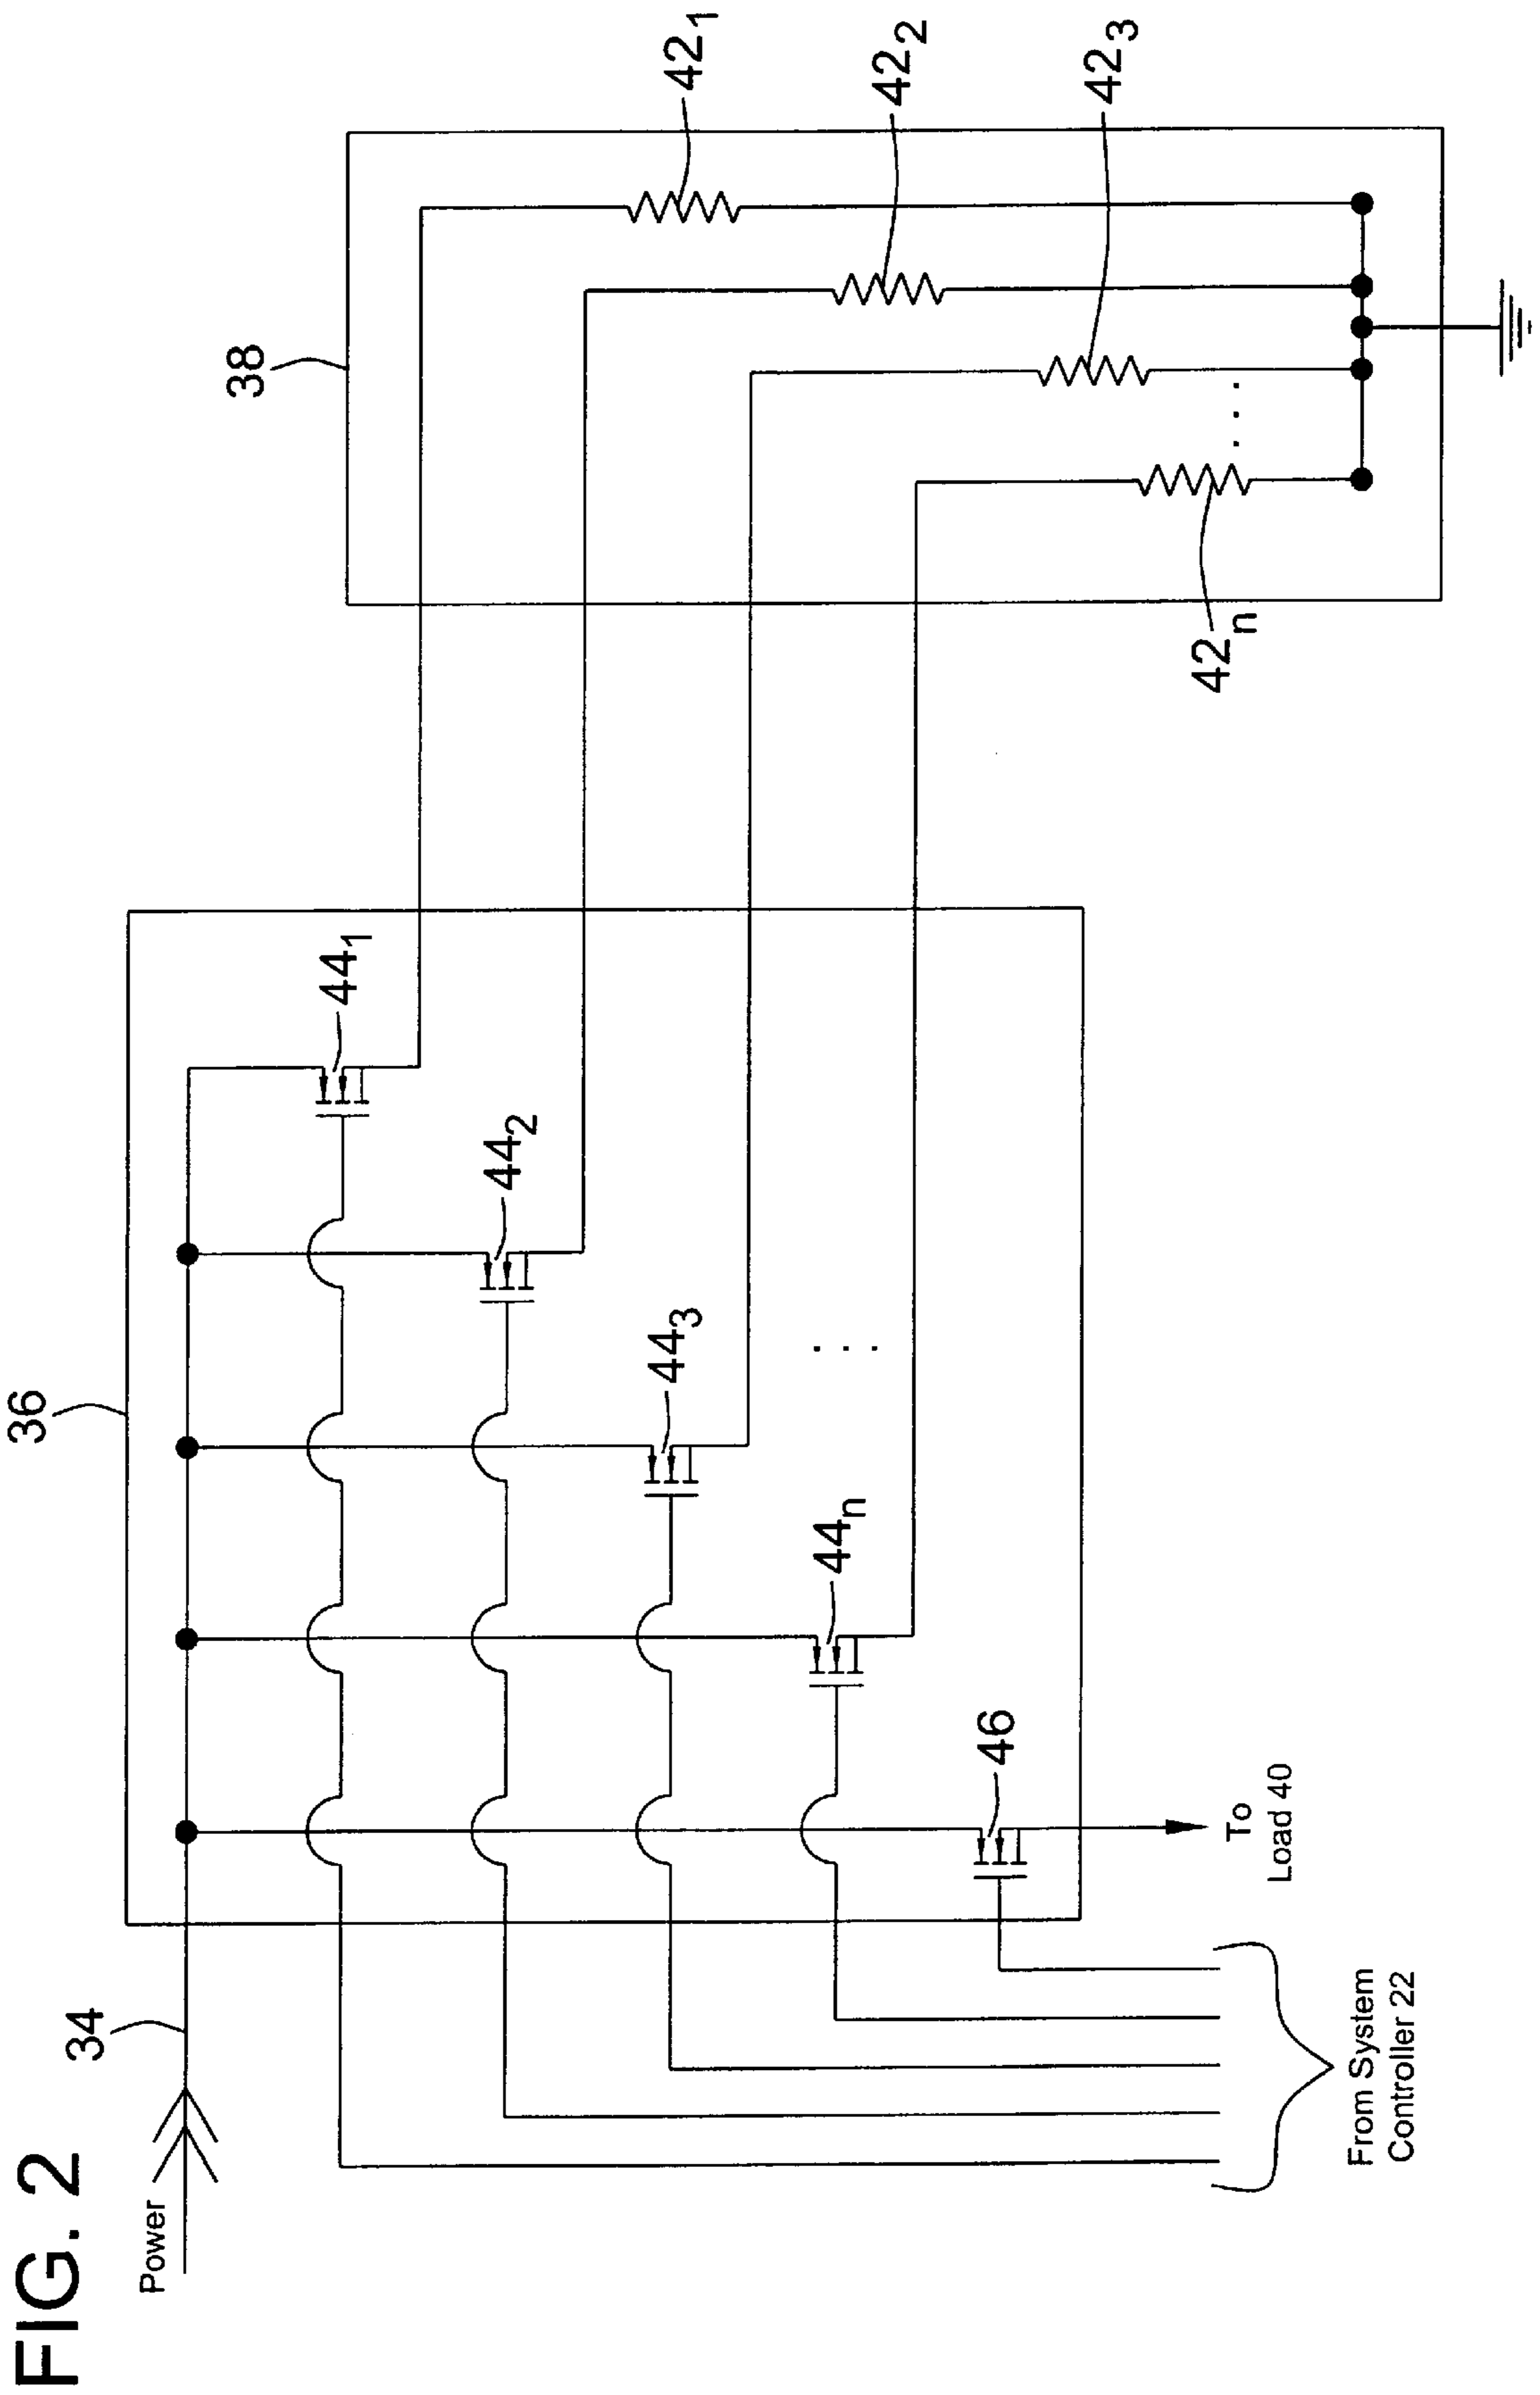 FIG. 2
36
38
34
Power
44₁
44₂
44₃
44ₙ
. . .
46
42₁
42₂
42₃
42ₙ
. . .
To
Load 40
From System
Controller 22